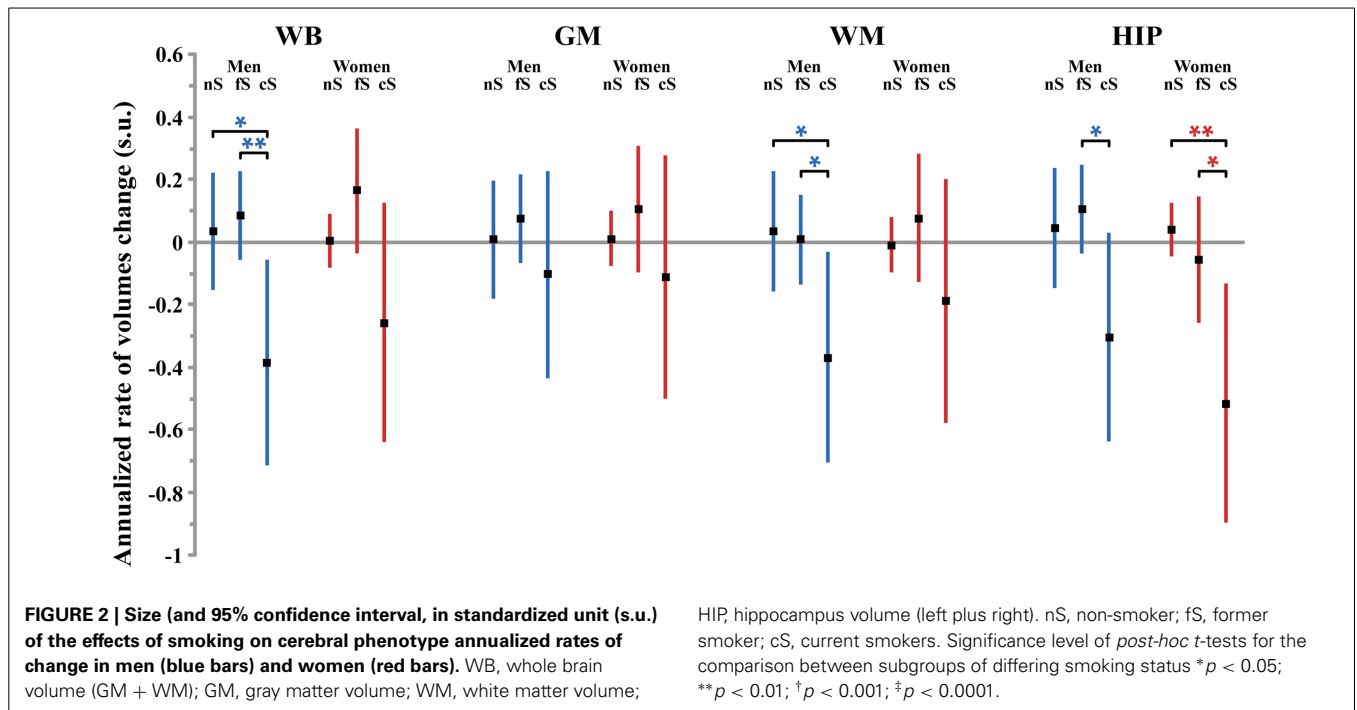 WB GM WM HIP
Men Women Men Women Men Women Men Women
nS fS cS nS fS cS nS fS cS nS fS cS nS fS cS nS fS cS nS fS cS nS fS cS
* ** * * * ** *
Annualized rate of volumes change (s.u.)
0.6
0.4
0.2
0
-0.2
-0.4
-0.6
-0.8
-1
FIGURE 2 | Size (and 95% confidence interval, in standardized unit (s.u.)
of the effects of smoking on cerebral phenotype annualized rates of
change in men (blue bars) and women (red bars). WB, whole brain
volume (GM + WM); GM, gray matter volume; WM, white matter volume;
HIP, hippocampus volume (left plus right). nS, non-smoker; fS, former
smoker; cS, current smokers. Significance level of post-hoc t-tests for the
comparison between subgroups of differing smoking status *p < 0.05;
**p < 0.01; †p < 0.001; ‡p < 0.0001.